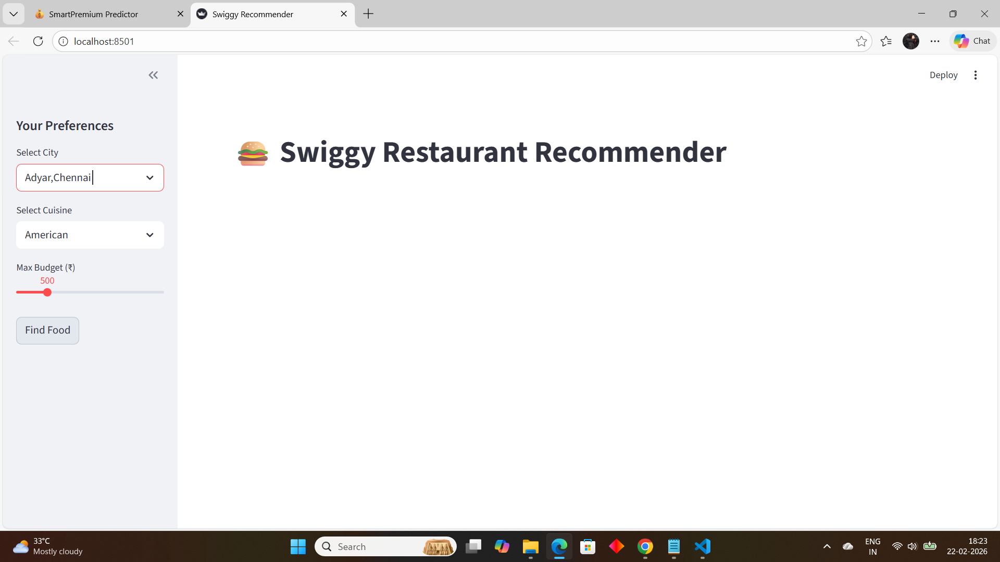 SmartPremium Predictor
Swiggy Recommender
localhost:8501
Chat
Deploy
Your Preferences
Select City
Adyar,Chennai
Select Cuisine
American
Max Budget (₹)
500
Find Food
Swiggy Restaurant Recommender
33°C
Mostly cloudy
Search
ENG
IN
18:23
22-02-2026